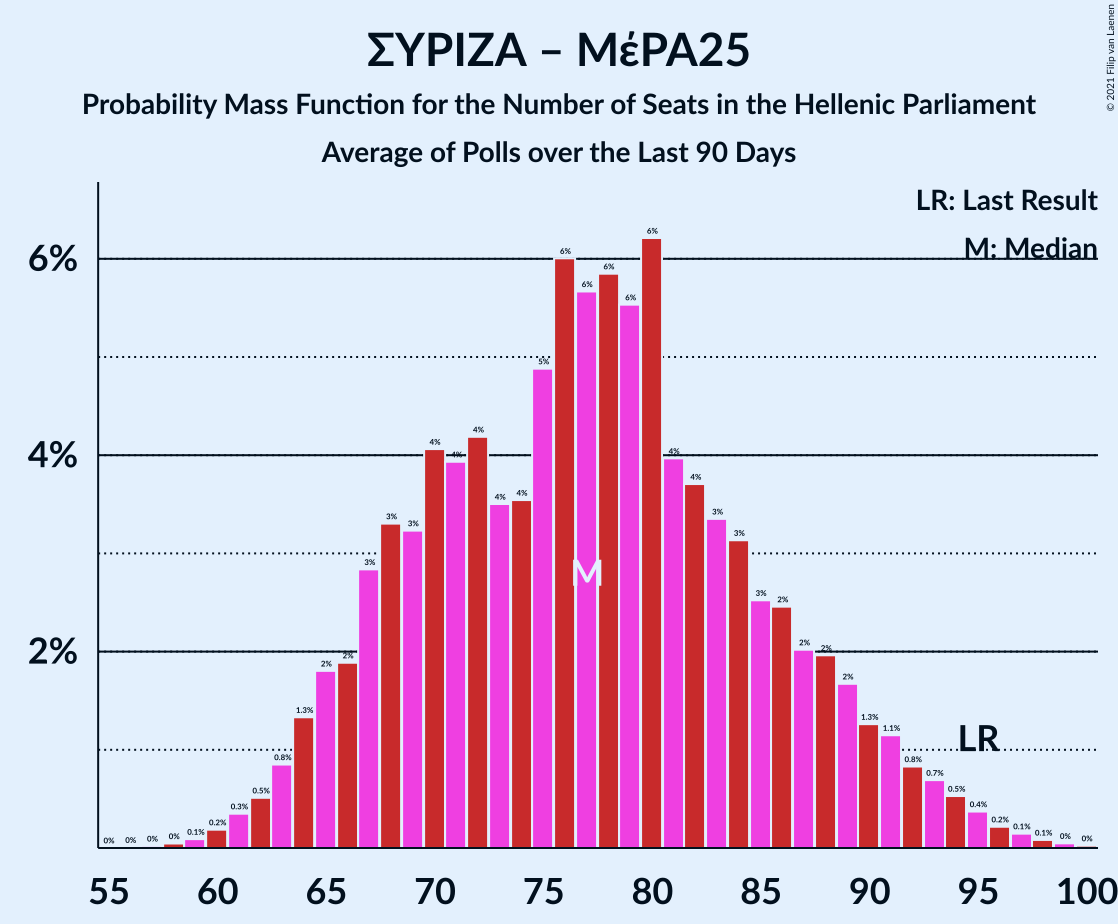 ΣΥΡΙΖΑ – ΜέΡΑ25
Probability Mass Function for the Number of Seats in the Hellenic Parliament
Average of Polls over the Last 90 Days
© 2021 Filip van Laenen
LR: Last Result
M: Median
6%
4%
2%
0% 0% 0% 0% 0.1% 0.2% 0.3% 0.5% 0.8% 1.3% 2% 2% 3% 3% 3% 4% 4% 4% 4% 4% 5% 6% 6% 6% 6% 6% 4% 4% 3% 3% 3% 2% 2% 2% 2% 1.3% 1.1% 0.8% 0.7% 0.5% 0.4% 0.2% 0.1% 0.1% 0% 0%
M
LR
55 60 65 70 75 80 85 90 95 100